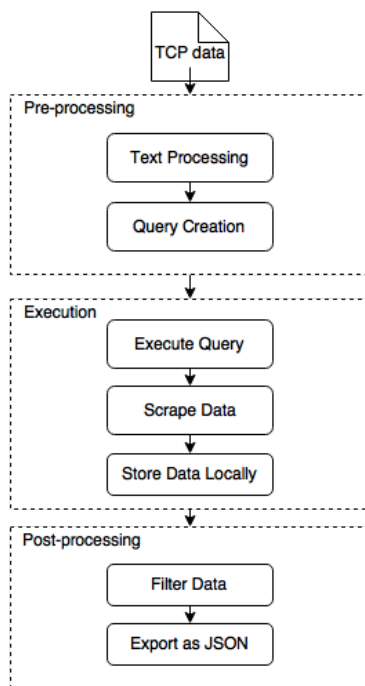 TCP data
Pre-processing
Text Processing
Query Creation
Execution
Execute Query
Scrape Data
Store Data Locally
Post-processing
Filter Data
Export as JSON